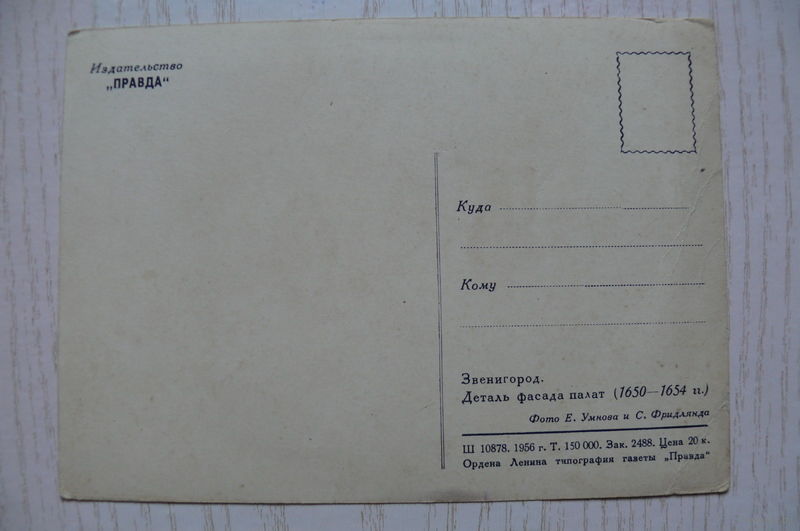 Издательство
„ПРАВДА“
Куда
Кому
Звенигород.
Деталь фасада палат (1650—1654 гг.)
Фото Е. Умнова и С. Фридлянда
Ш 10878. 1956 г. Т. 150 000. Зак. 2488. Цена 20 к.
Ордена Ленина типография газеты „Правда“